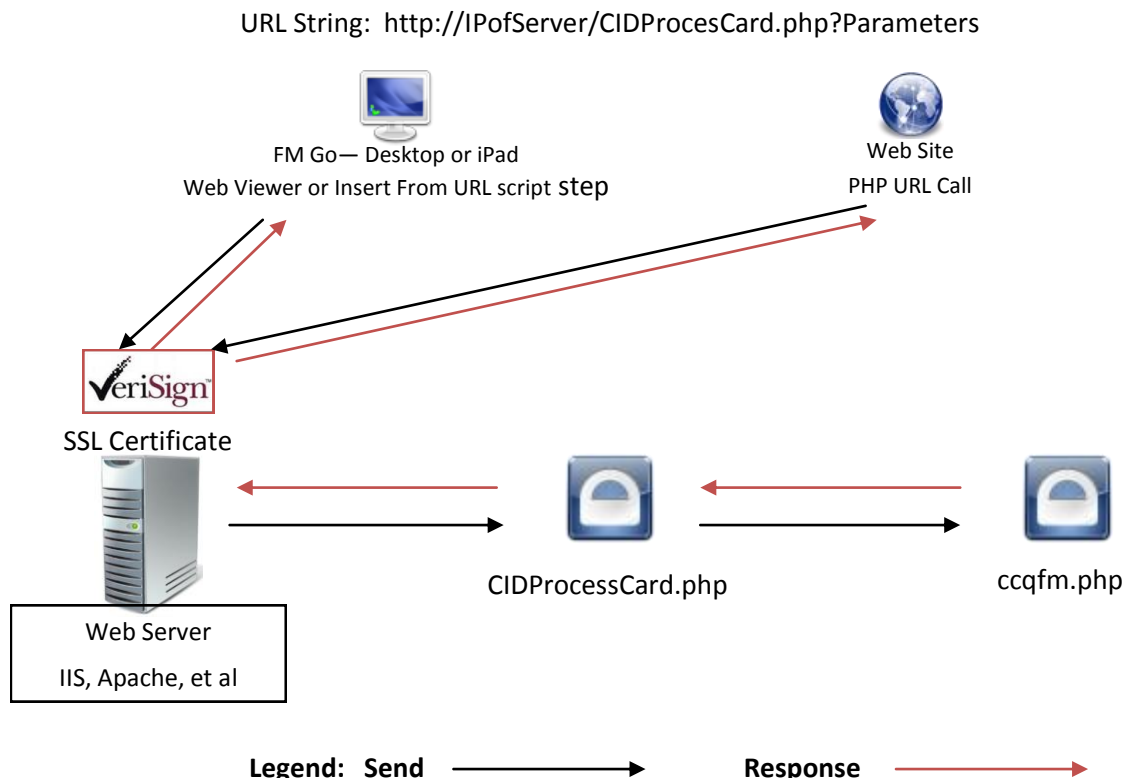 URL String: http://IPofServer/CIDProcesCard.php?Parameters
FM Go— Desktop or iPad
Web Viewer or Insert From URL script step
Web Site
PHP URL Call
VeriSign™
SSL Certificate
CIDProcessCard.php
ccqfm.php
Web Server
IIS, Apache, et al
Legend: Send Response